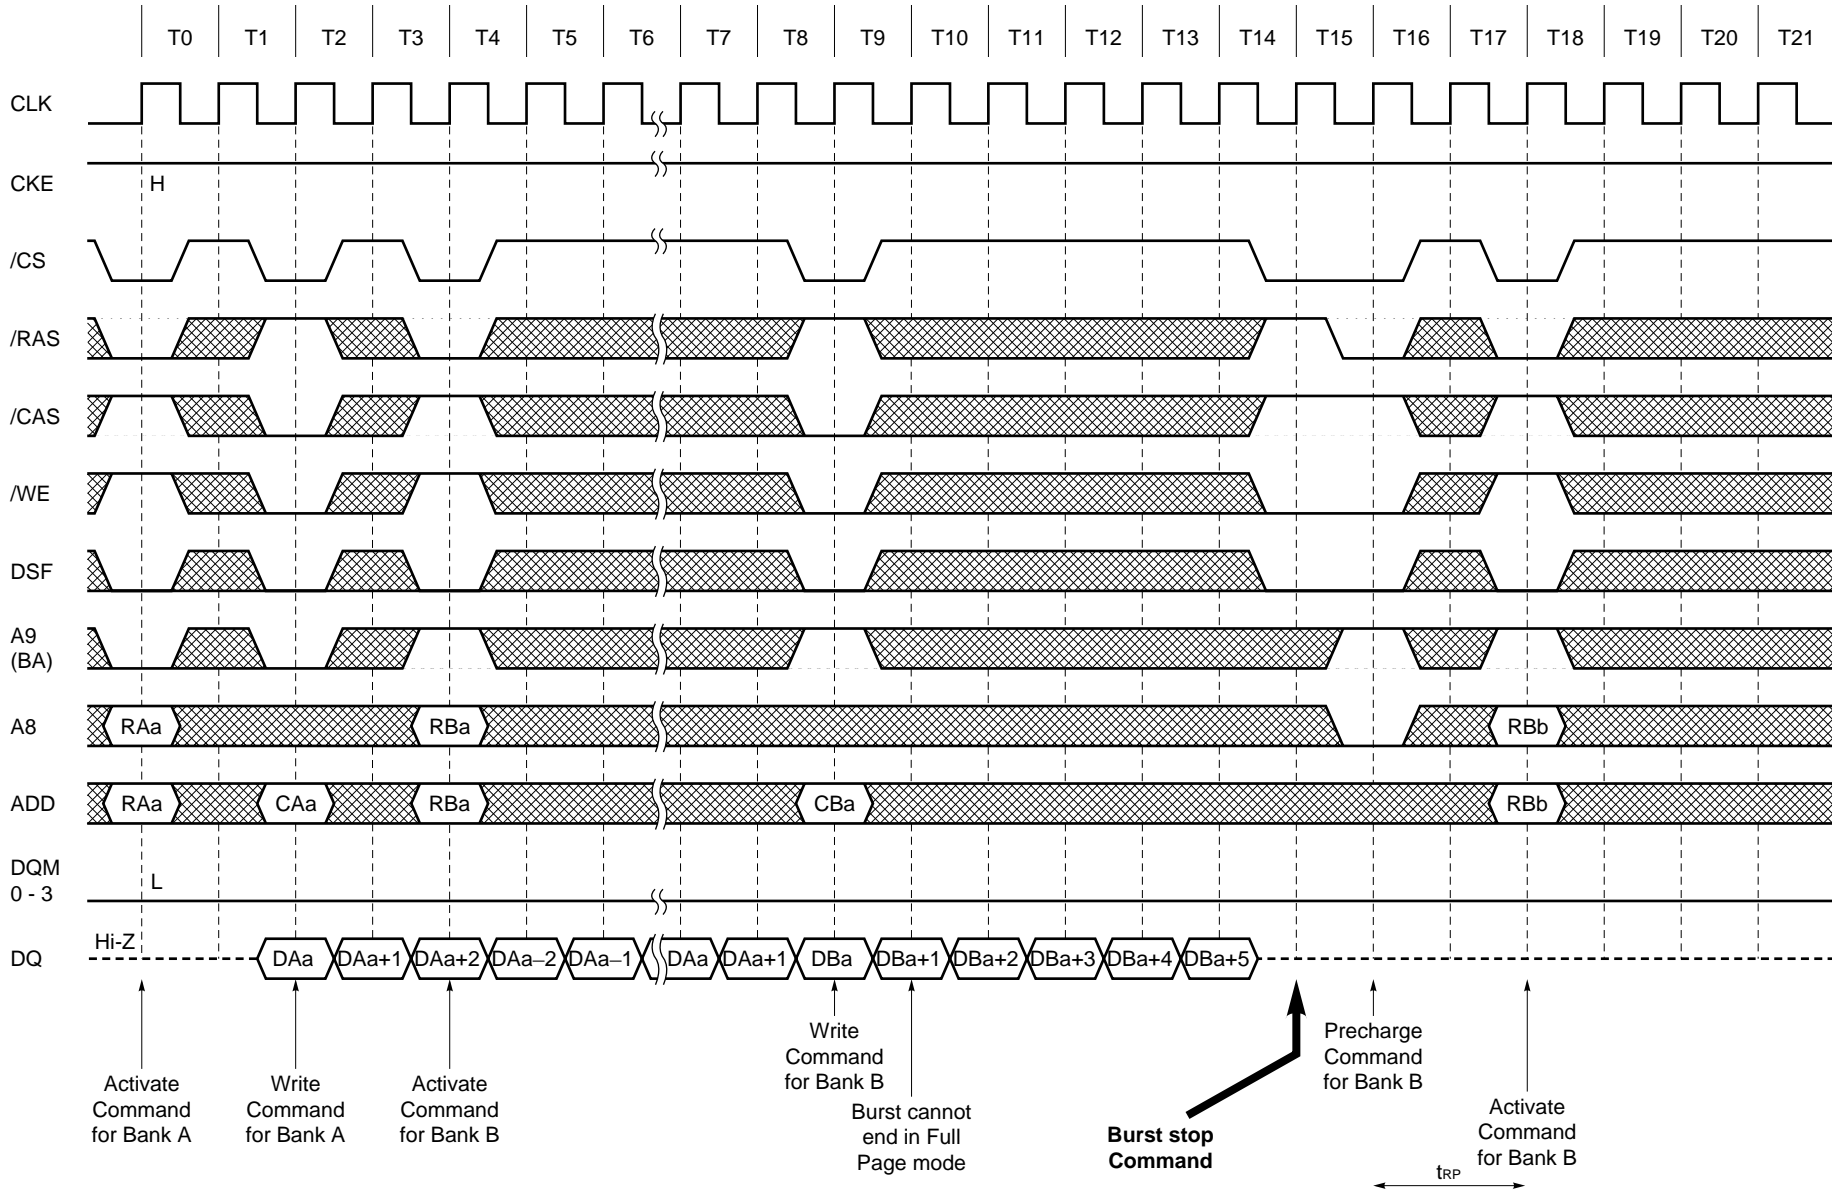 T0 T1 T2 T3 T4 T5 T6 T7 T8 T9 T10 T11 T12 T13 T14 T15 T16 T17 T18 T19 T20 T21
CLK
CKE
H
/CS
/RAS
/CAS
/WE
DSF
A9
(BA)
A8 RAa RBa RBb
ADD RAa CAa RBa CBa RBb
DQM
0 - 3
L
Hi-Z
DQ DAa DAa+1 DAa+2 DAa–2 DAa–1 DAa DAa+1 DBa DBa+1 DBa+2 DBa+3 DBa+4 DBa+5
Activate
Command
for Bank A
Write
Command
for Bank A
Activate
Command
for Bank B
Write
Command
for Bank B
Burst cannot
end in Full
Page mode
Burst stop
Command
Precharge
Command
for Bank B
Activate
Command
for Bank B
tRP